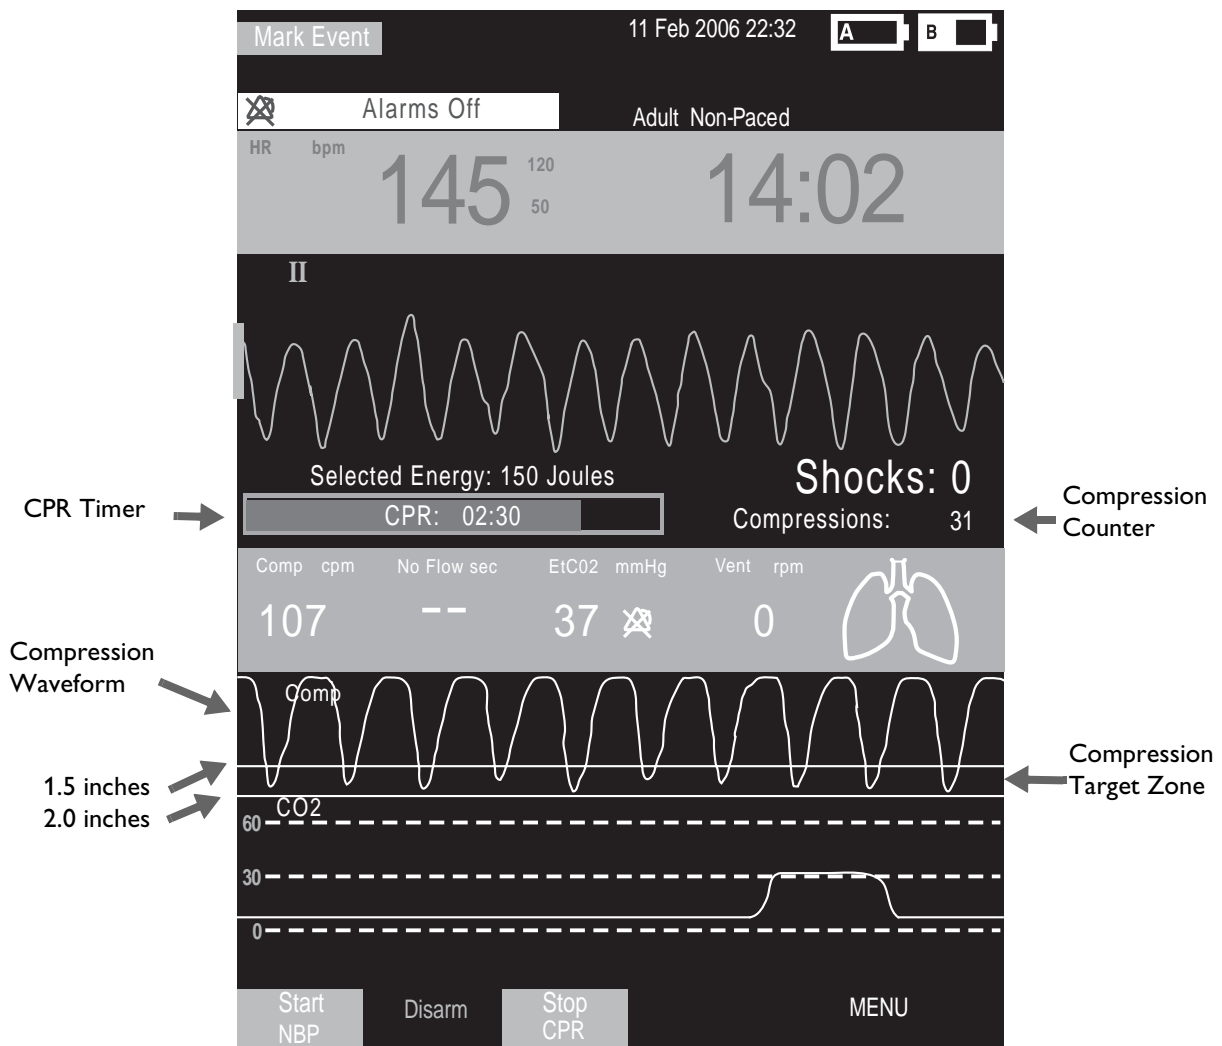 Mark Event
11 Feb 2006 22:32
A
B
Alarms Off
Adult Non-Paced
HR bpm
145
120
50
14:02
II
Selected Energy: 150 Joules
Shocks: 0
CPR Timer
CPR: 02:30
Compressions: 31
Compression
Counter
Comp cpm
No Flow sec
EtC02 mmHg
Vent rpm
107
--
37
0
Compression
Waveform
Comp
1.5 inches
2.0 inches
Compression
Target Zone
CO2
60
30
0
Start
NBP
Disarm
Stop
CPR
MENU